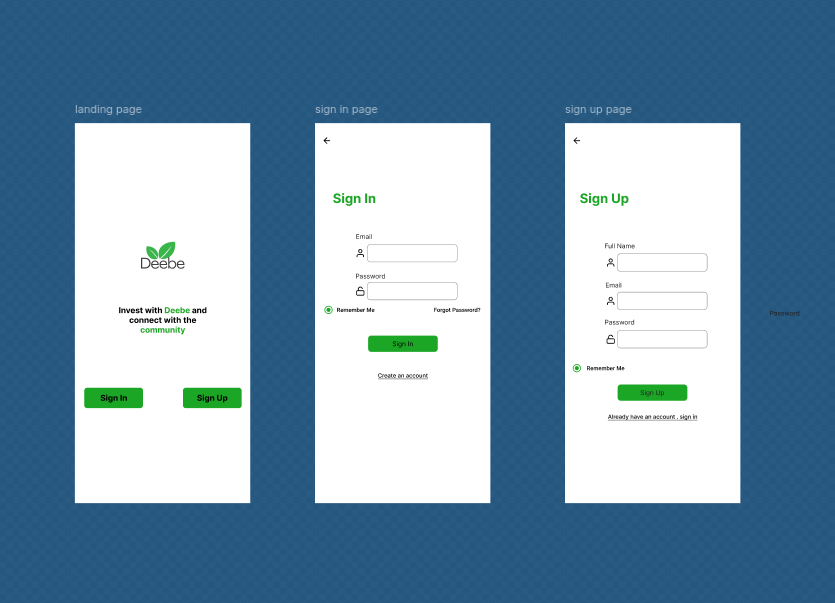 landing page
Deebe
Invest with Deebe and
connect with the
community
Sign In
Sign Up
sign in page
Sign In
Email
Password
Remember Me
Forgot Password?
Sign In
Create an account
sign up page
Sign Up
Full Name
Email
Password
Remember Me
Sign Up
Already have an account , sign in
Password